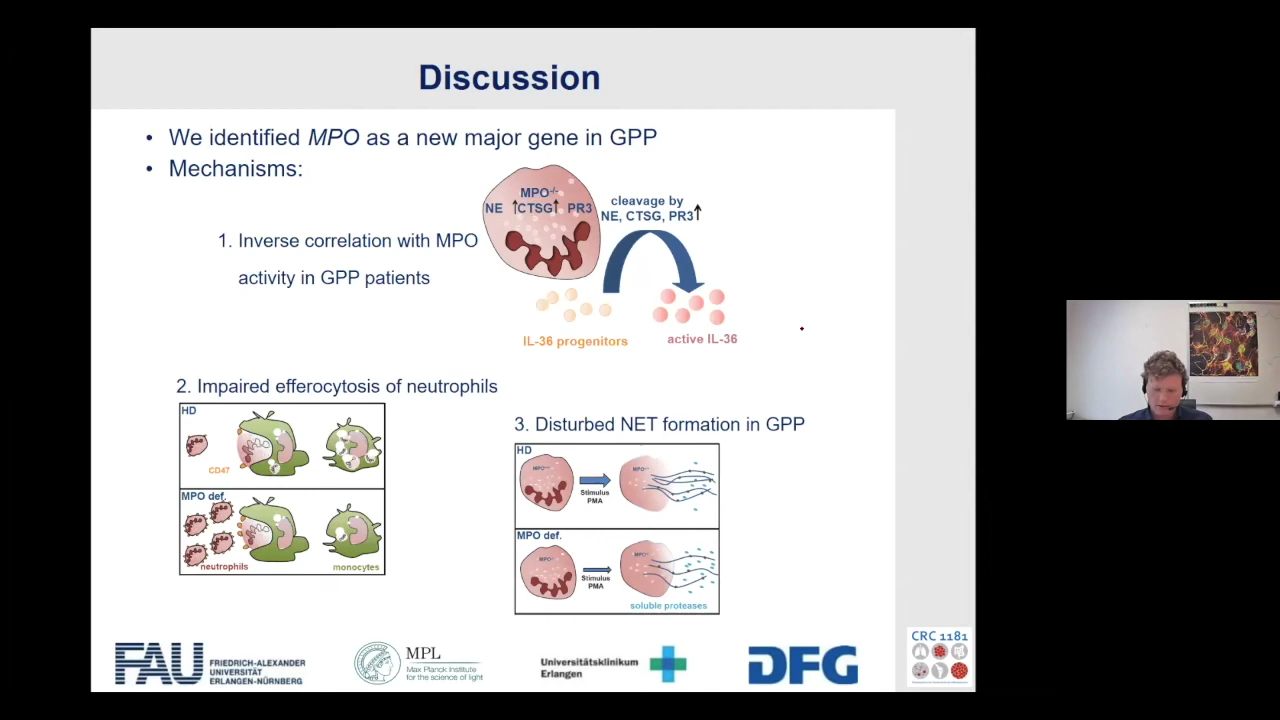 Discussion
• We identified MPO as a new major gene in GPP
• Mechanisms:
MPO-/-
NE ↑CTSG↑ PR3
cleavage by
NE, CTSG, PR3↑
1. Inverse correlation with MPO
activity in GPP patients
IL-36 progenitors
active IL-36
2. Impaired efferocytosis of neutrophils
HD
CD47
MPO def.
neutrophils
monocytes
3. Disturbed NET formation in GPP
HD
Stimulus
PMA
MPO def.
Stimulus
PMA
soluble proteases
FAU
FRIEDRICH-ALEXANDER
UNIVERSITÄT
ERLANGEN-NÜRNBERG
MPL
Max Planck Institute
for the science of light
Universitätsklinikum
Erlangen
DFG
CRC 1181